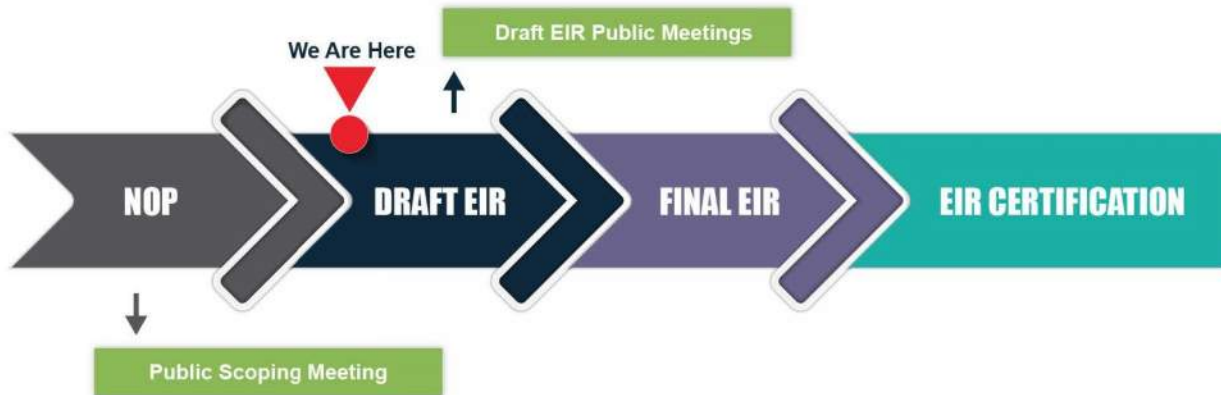 Draft EIR Public Meetings
We Are Here
NOP
DRAFT EIR
FINAL EIR
EIR CERTIFICATION
Public Scoping Meeting